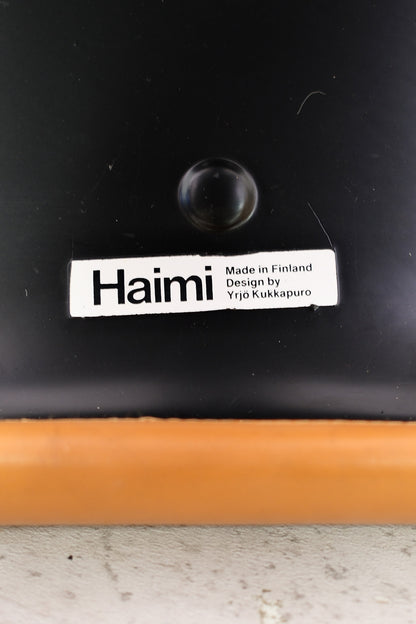 Haimi
Made in Finland
Design by
Yrjö Kukkapuro